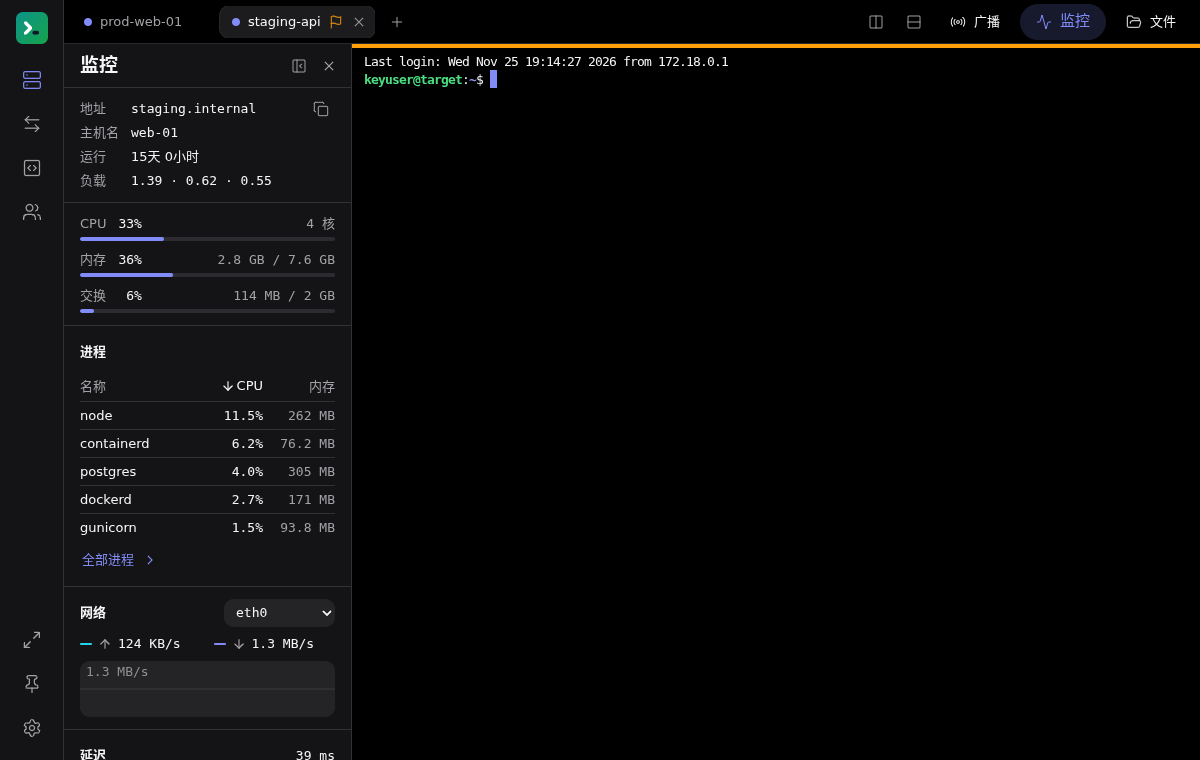 prod-web-01
staging-api
广播
监控
文件
监控
地址 staging.internal
主机名 web-01
运行 15天 0小时
负载 1.39 · 0.62 · 0.55
CPU 33% 4 核
内存 36% 2.8 GB / 7.6 GB
交换 6% 114 MB / 2 GB
进程
名称 CPU 内存
node 11.5% 262 MB
containerd 6.2% 76.2 MB
postgres 4.0% 305 MB
dockerd 2.7% 171 MB
gunicorn 1.5% 93.8 MB
全部进程
网络 eth0
124 KB/s 1.3 MB/s
1.3 MB/s
延迟 39 ms
Last login: Wed Nov 25 19:14:27 2026 from 172.18.0.1
keyuser@target:~$